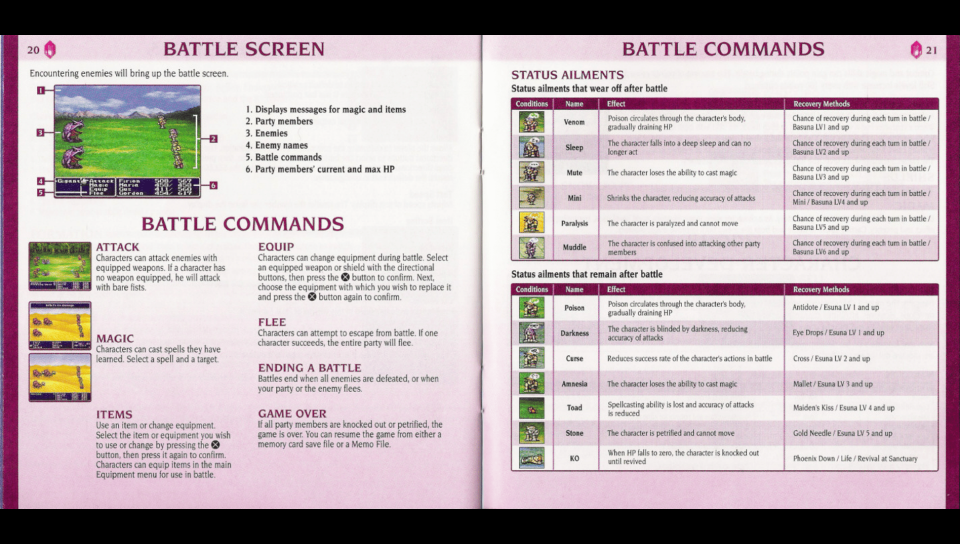 20
BATTLE SCREEN
Encountering enemies will bring up the battle screen.
1
2
3
4
5
6
1. Displays messages for magic and items
2. Party members
3. Enemies
4. Enemy names
5. Battle commands
6. Party members' current and max HP
BATTLE COMMANDS
ATTACK
Characters can attack enemies with
equipped weapons. If a character has
no weapon equipped, he will attack
with bare fists.
MAGIC
Characters can cast spells they have
learned. Select a spell and a target.
ITEMS
Use an item or change equipment.
Select the item or equipment you wish
to use or change by pressing the ⊗
button, then press it again to confirm.
Characters can equip items in the main
Equipment menu for use in battle.
EQUIP
Characters can change equipment during battle. Select
an equipped weapon or shield with the directional
buttons, then press the ⊗ button to confirm. Next,
choose the equipment with which you wish to replace it
and press the ⊗ button again to confirm.
FLEE
Characters can attempt to escape from battle. If one
character succeeds, the entire party will flee.
ENDING A BATTLE
Battles end when all enemies are defeated, or when
your party or the enemy flees.
GAME OVER
If all party members are knocked out or petrified, the
game is over. You can resume the game from either a
memory card save file or a Memo File.
BATTLE COMMANDS
21
STATUS AILMENTS
Status ailments that wear off after battle
Conditions Name Effect Recovery Methods
Venom Poison circulates through the character's body, gradually draining HP Chance of recovery during each turn in battle / Basuna LV1 and up
Sleep The character falls into a deep sleep and can no longer act Chance of recovery during each turn in battle / Basuna LV2 and up
Mute The character loses the ability to cast magic Chance of recovery during each turn in battle / Basuna LV3 and up
Mini Shrinks the character, reducing accuracy of attacks Chance of recovery during each turn in battle / Mini / Basuna LV4 and up
Paralysis The character is paralyzed and cannot move Chance of recovery during each turn in battle / Basuna LV5 and up
Muddle The character is confused into attacking other party members Chance of recovery during each turn in battle / Basuna LV6 and up
Status ailments that remain after battle
Conditions Name Effect Recovery Methods
Poison Poison circulates through the character's body, gradually draining HP Antidote / Esuna LV 1 and up
Darkness The character is blinded by darkness, reducing accuracy of attacks Eye Drops / Esuna LV 1 and up
Curse Reduces success rate of the character's actions in battle Cross / Esuna LV 2 and up
Amnesia The character loses the ability to cast magic Mallet / Esuna LV 3 and up
Toad Spellcasting ability is lost and accuracy of attacks is reduced Maiden's Kiss / Esuna LV 4 and up
Stone The character is petrified and cannot move Gold Needle / Esuna LV 5 and up
KO When HP falls to zero, the character is knocked out until revived Phoenix Down / Life / Revival at Sanctuary